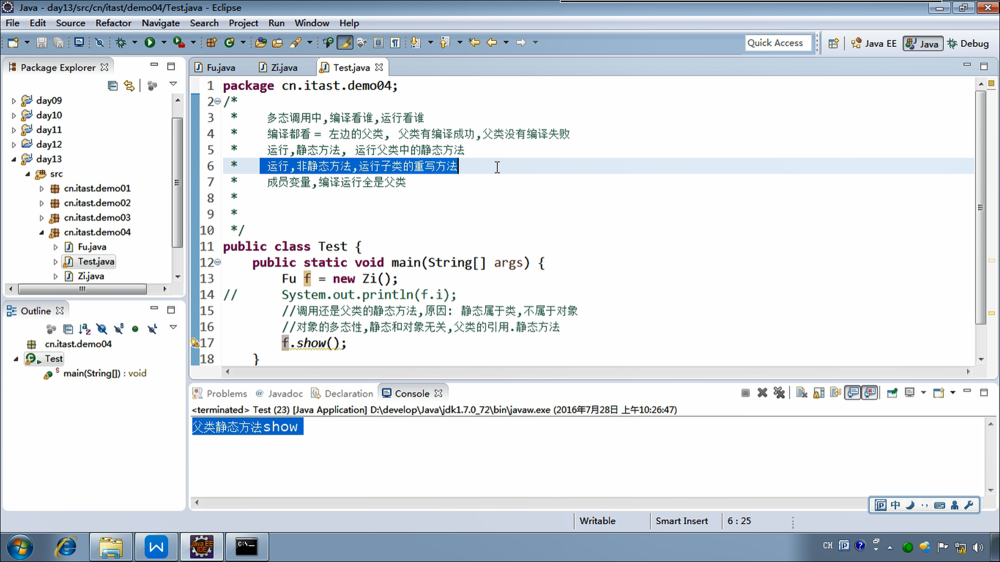 Java - day13/src/cn/itast/demo04/Test.java - Eclipse
File Edit Source Refactor Navigate Search Project Run Window Help
Quick Access
Java EE
Java
Debug
Package Explorer
day09
day10
day11
day12
day13
src
cn.itast.demo01
cn.itast.demo02
cn.itast.demo03
cn.itast.demo04
Fu.java
Test.java
Zi.java
Outline
cn.itast.demo04
Test
main(String[]) : void
Fu.java
Zi.java
Test.java
1 package cn.itast.demo04;
2 /*
3 * 多态调用中,编译看谁,运行看谁
4 * 编译都看 = 左边的父类, 父类有编译成功,父类没有编译失败
5 * 运行,静态方法, 运行父类中的静态方法
6 * 运行,非静态方法,运行子类的重写方法
7 * 成员变量,编译运行全是父类
8 *
9 *
10 */
11 public class Test {
12 public static void main(String[] args) {
13 Fu f = new Zi();
14 // System.out.println(f.i);
15 //调用还是父类的静态方法,原因: 静态属于类,不属于对象
16 //对象的多态性,静态和对象无关,父类的引用.静态方法
17 f.show();
18 }
Problems
@ Javadoc
Declaration
Console
<terminated> Test (23) [Java Application] D:\develop\Java\jdk1.7.0_72\bin\javaw.exe (2016年7月28日 上午10:26:47)
父类静态方法show
中
Writable
Smart Insert
6 : 25
CH